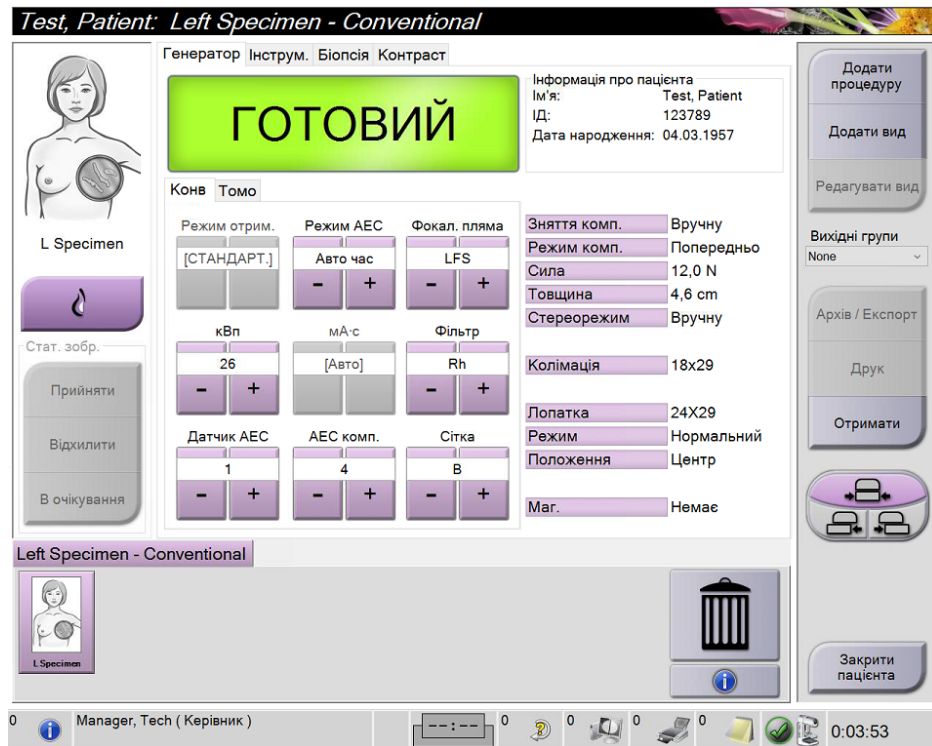 Test, Patient: Left Specimen - Conventional
Генератор Інструм. Біопсія Контраст
ГОТОВИЙ
Інформація про пацієнта
Ім'я: Test, Patient
ІД: 123789
Дата народження: 04.03.1957
L Specimen
Стат. зобр.
Прийняти
Відхилити
В очікування
Конв Томо
Режим отрим. Режим АЕС Фокал. пляма
[СТАНДАРТ.] Авто час LFS
- + - +
кВп мА·с Фільтр
26 [Авто] Rh
- + - +
Датчик АЕС АЕС комп. Сітка
1 4 В
- + - + - +
Зняття комп. Вручну
Режим комп. Попередньо
Сила 12,0 N
Товщина 4,6 cm
Стереорежим Вручну
Колімація 18x29
Лопатка 24X29
Режим Нормальний
Положення Центр
Маг. Немає
Додати процедуру
Додати вид
Редагувати вид
Вихідні групи
None
Архів / Експорт
Друк
Отримати
Закрити
пацієнта
Left Specimen - Conventional
L Specimen
0 Manager, Tech ( Керівник ) --:-- 0 0 0 0:03:53